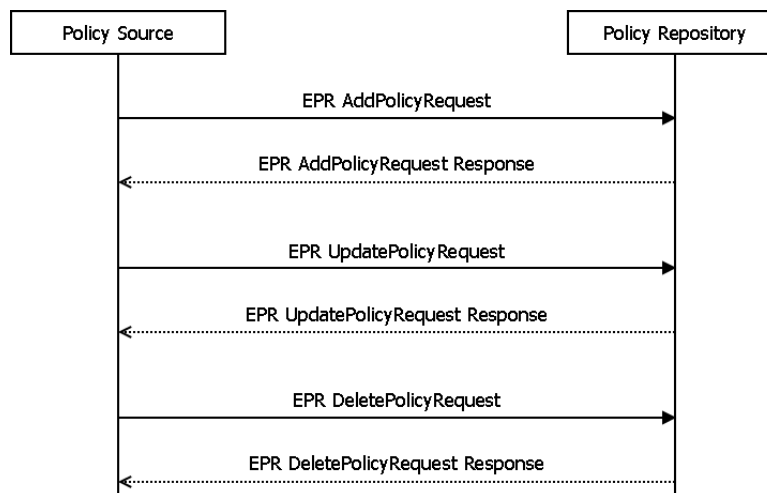 Policy Source
Policy Repository
EPR AddPolicyRequest
EPR AddPolicyRequest Response
EPR UpdatePolicyRequest
EPR UpdatePolicyRequest Response
EPR DeletePolicyRequest
EPR DeletePolicyRequest Response